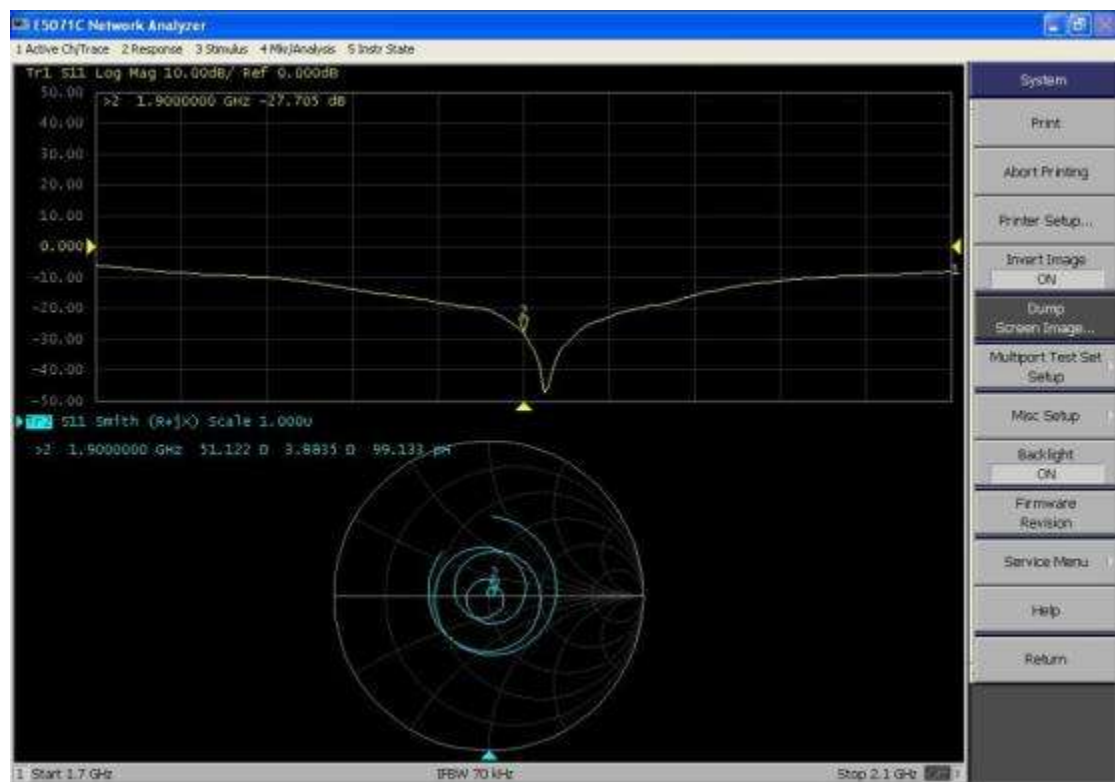 E5071C Network Analyzer
1 Active Ch/Trace 2 Response 3 Stimulus 4 Mkr/Analysis 5 Instr State
Tr1 S11 Log Mag 10.00dB/ Ref 0.000dB
50.00
>2 1.9000000 GHz -27.705 dB
40.00
30.00
20.00
10.00
0.000
-10.00
-20.00
-30.00
-40.00
-50.00
2
1
Tr2 S11 Smith (R+jX) Scale 1.000U
>2 1.9000000 GHz 51.122 Ω 3.8835 Ω 99.133 pH
2
1 Start 1.7 GHz
IFBW 70 kHz
Stop 2.1 GHz
System
Print
Abort Printing
Printer Setup...
Invert Image
ON
Dump
Screen Image...
Multiport Test Set
Setup
Misc Setup
Backlight
ON
Firmware
Revision
Service Menu
Help
Return